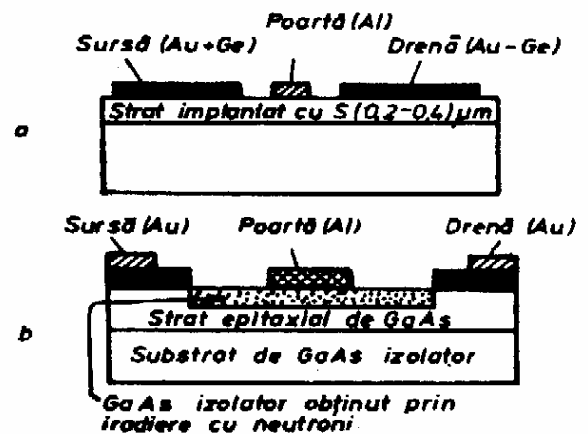 Poartă (Al)
Sursă (Au+Ge)
Drenă (Au-Ge)
Strat implantat cu S(0,2-0,4)μm
a
Sursă (Au)
Poartă (Al)
Drenă (Au)
Strat epitaxial de GaAs
b
Substrat de GaAs izolator
GaAs izolator obținut prin
iradiere cu neutroni